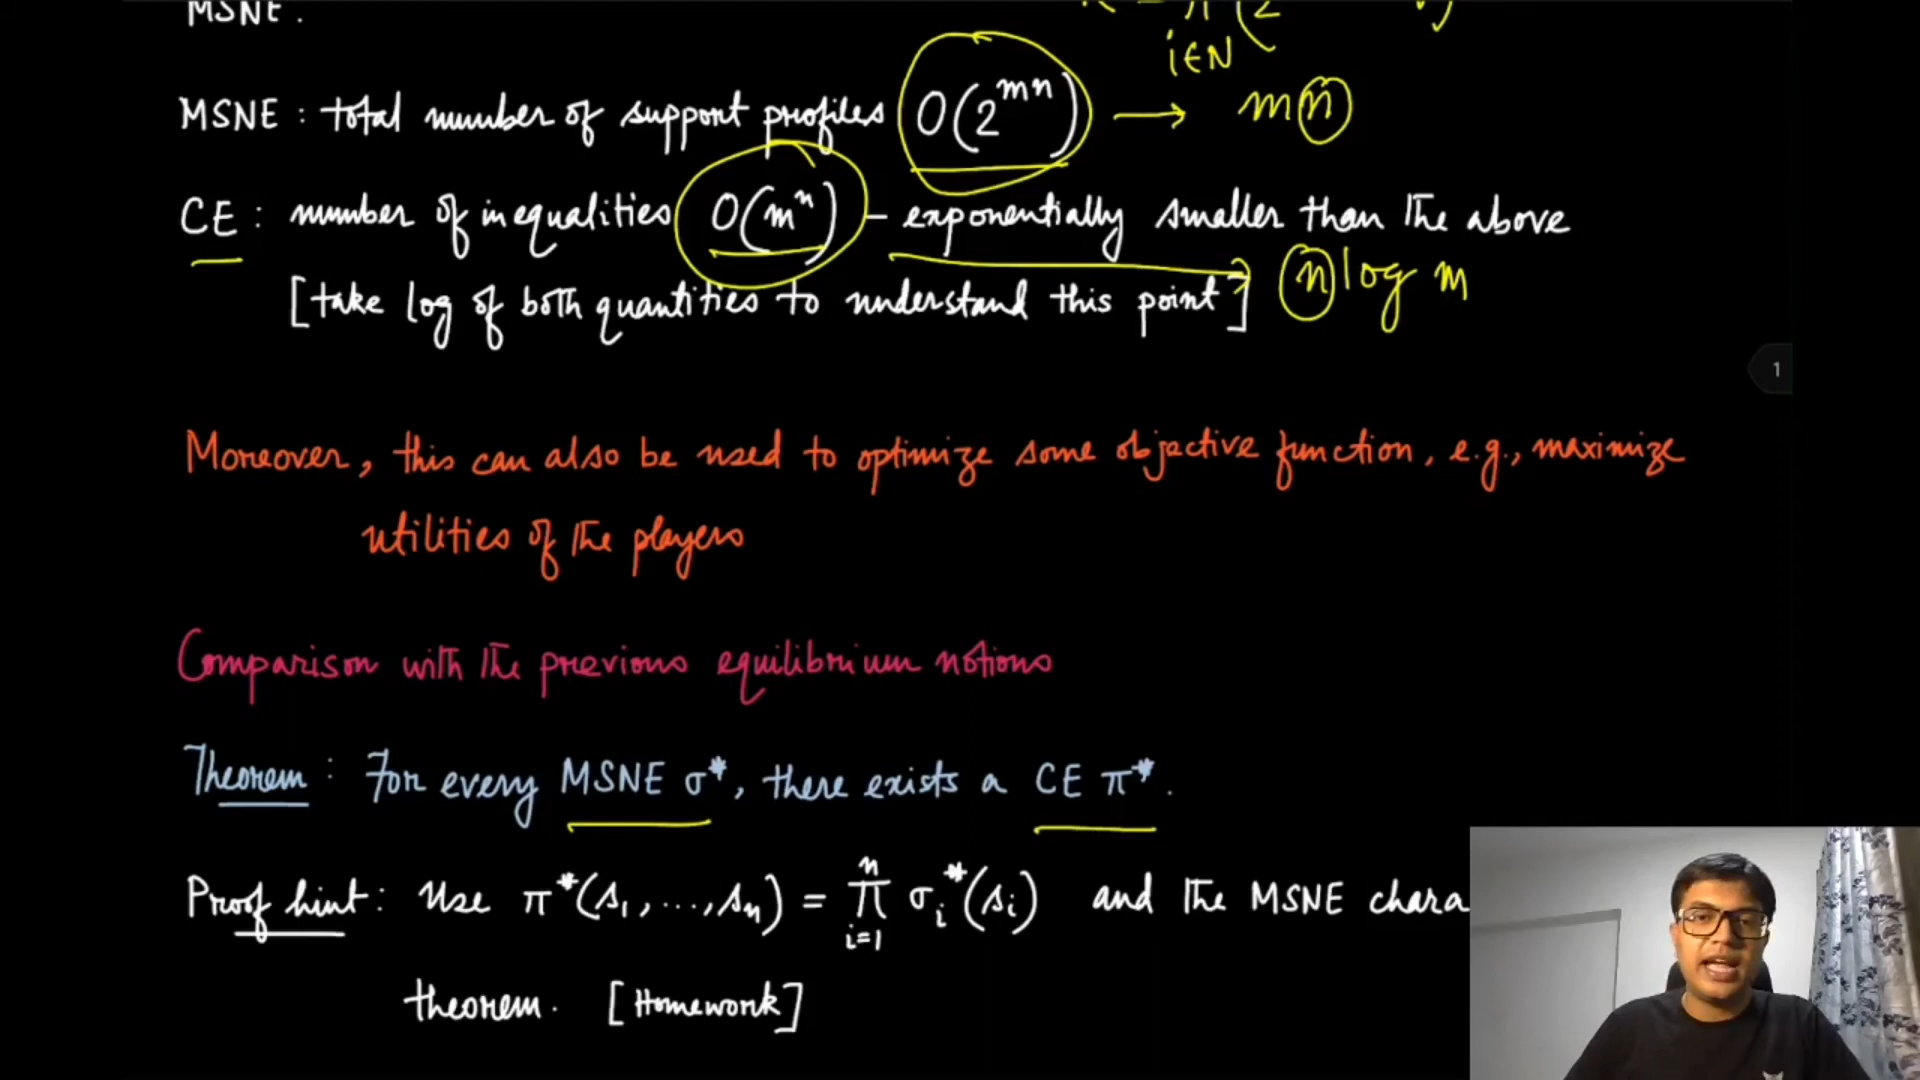 MSNE.
i∈N
MSNE : total number of support profiles O(2^mn) → mn
CE : number of inequalities O(m^n) – exponentially smaller than the above
[take log of both quantities to understand this point] n log m
1
Moreover, this can also be used to optimize some objective function, e.g., maximize
utilities of the players
Comparison with the previous equilibrium notions
Theorem : For every MSNE σ*, there exists a CE π*.
Proof hint : Use π*(s₁,...,sₙ) = ∏ⁿᵢ₌₁ σᵢ*(sᵢ) and the MSNE chara
theorem. [Homework]